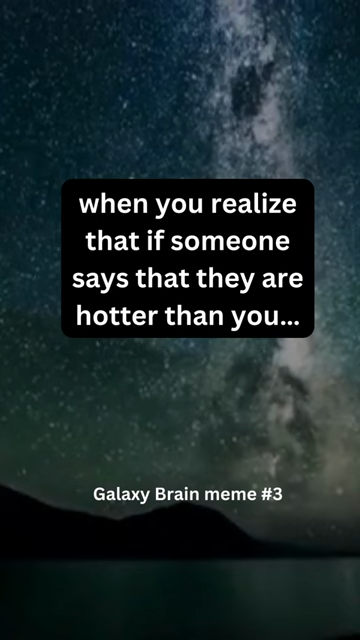 when you realize
that if someone
says that they are
hotter than you...
Galaxy Brain meme #3